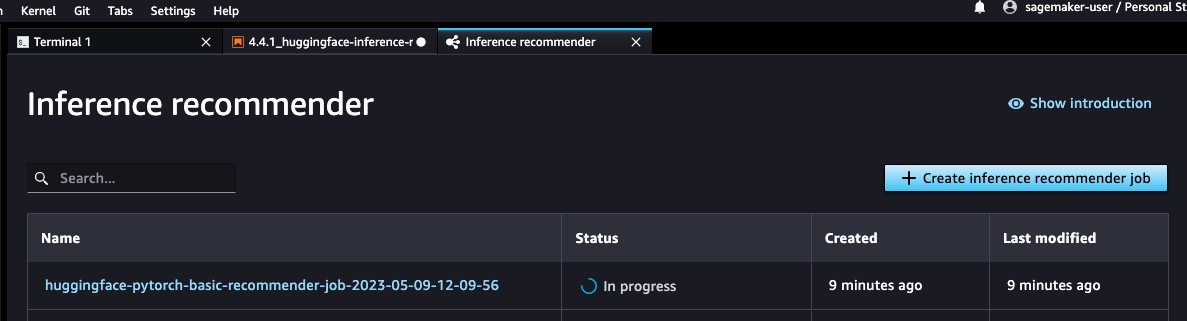 Kernel Git Tabs Settings Help sagemaker-user / Personal St
Terminal 1 4.4.1_huggingface-inference-r Inference recommender
Inference recommender
Show introduction
Search...
Create inference recommender job
Name Status Created Last modified
huggingface-pytorch-basic-recommender-job-2023-05-09-12-09-56 In progress 9 minutes ago 9 minutes ago